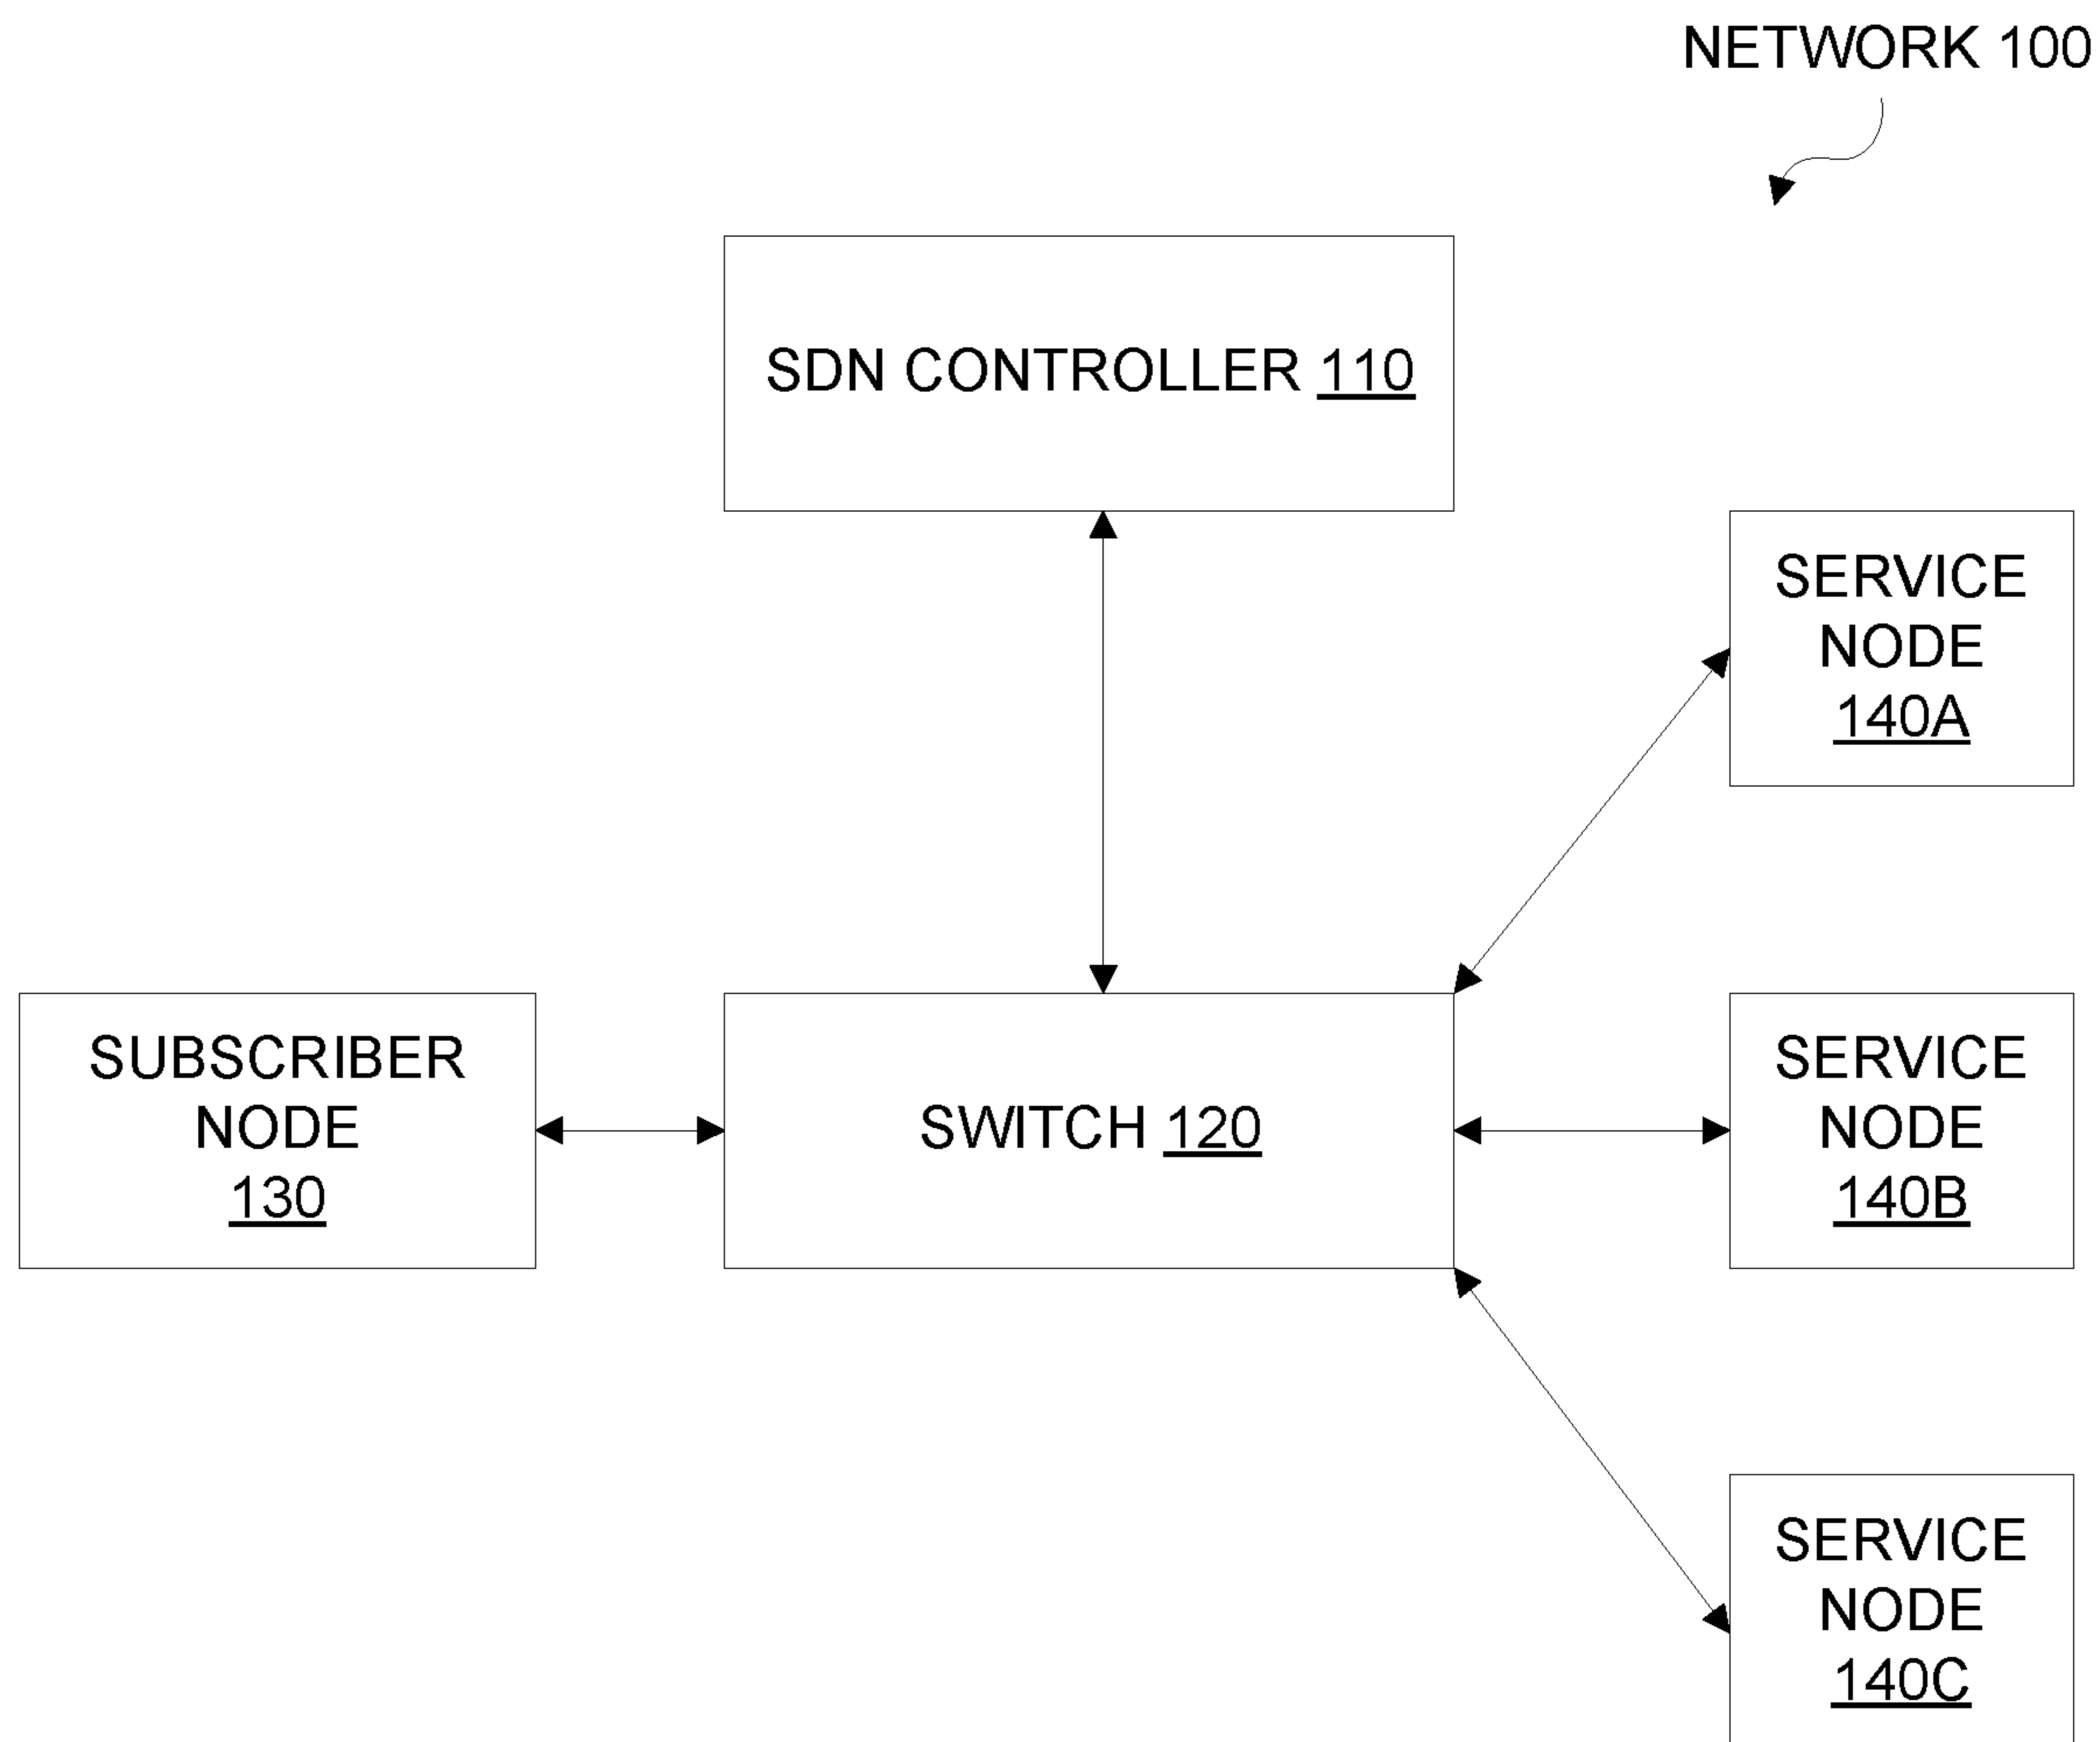 NETWORK 100
SDN CONTROLLER 110
SERVICE
NODE
140A
SUBSCRIBER
NODE
130
SWITCH 120
SERVICE
NODE
140B
SERVICE
NODE
140C